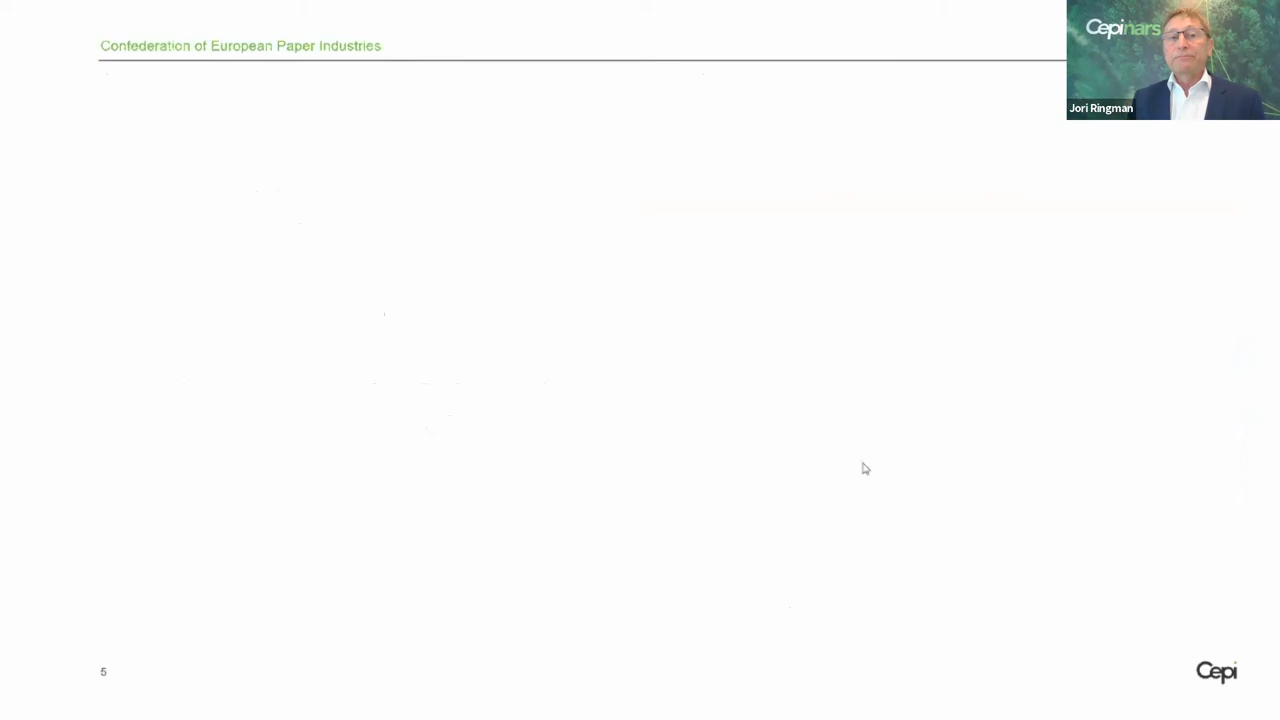 Confederation of European Paper Industries
Cepinars
Jori Ringman
5
Cepi